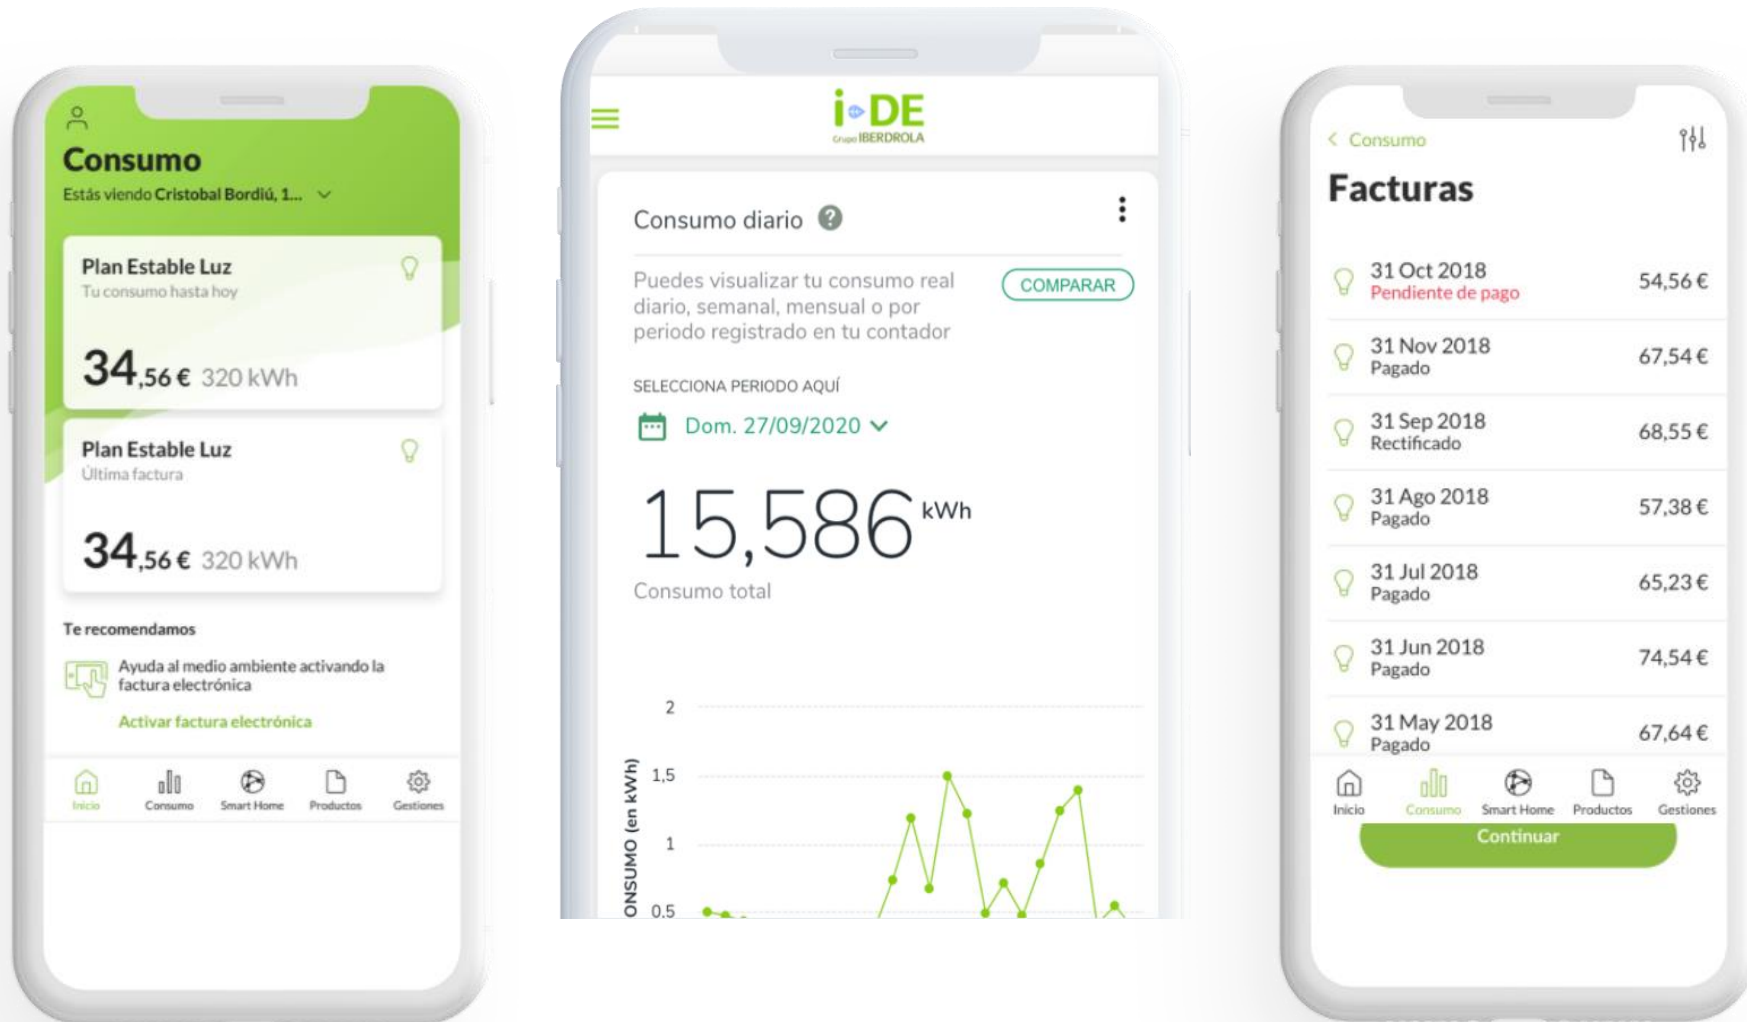 Consumo
Estás viendo Cristobal Bordiú, 1...
Plan Estable Luz
Tu consumo hasta hoy
34,56 € 320 kWh
Plan Estable Luz
Última factura
34,56 € 320 kWh
Te recomendamos
Ayuda al medio ambiente activando la
factura electrónica
Activar factura electrónica
Inicio Consumo Smart Home Productos Gestiones
i-DE
Grupo IBERDROLA
Consumo diario ?
Puedes visualizar tu consumo real
diario, semanal, mensual o por
periodo registrado en tu contador
COMPARAR
SELECCIONA PERIODO AQUÍ
Dom. 27/09/2020
15,586 kWh
Consumo total
2
1,5
1
0.5
ONSUMO (en kWh)
< Consumo
Facturas
31 Oct 2018
Pendiente de pago
54,56 €
31 Nov 2018
Pagado
67,54 €
31 Sep 2018
Rectificado
68,55 €
31 Ago 2018
Pagado
57,38 €
31 Jul 2018
Pagado
65,23 €
31 Jun 2018
Pagado
74,54 €
31 May 2018
Pagado
67,64 €
Inicio Consumo Smart Home Productos Gestiones
Continuar